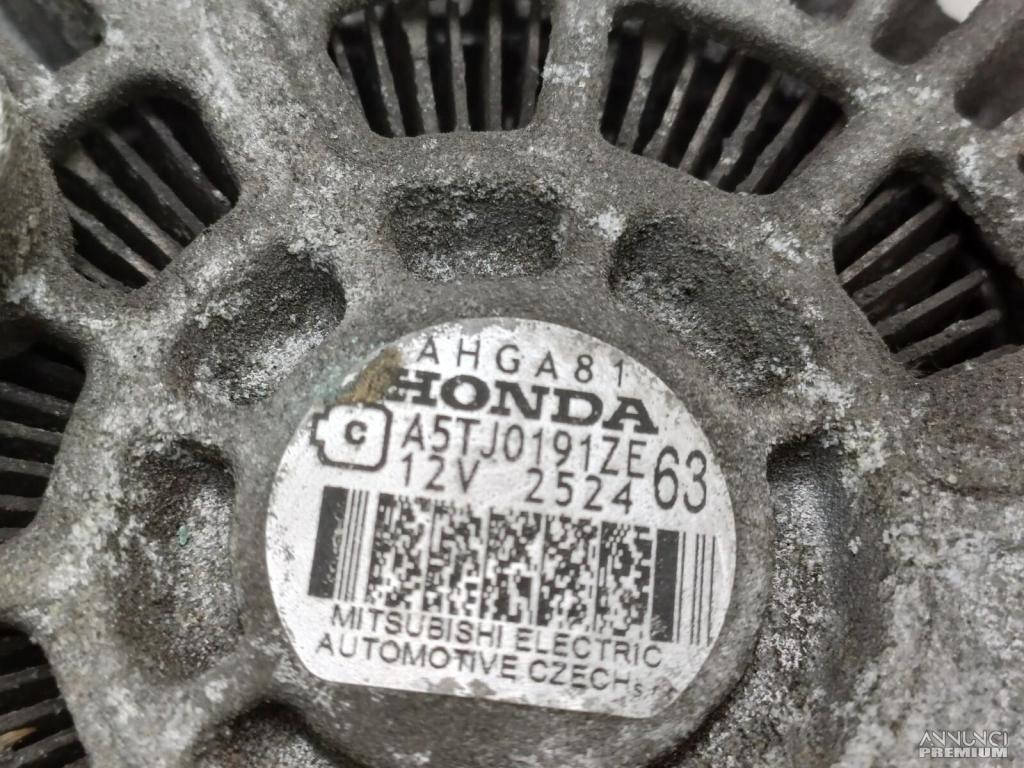 AHGA81
HONDA
C A5TJ0191ZE 63
12V 2524
MITSUBISHI ELECTRIC
AUTOMOTIVE CZECH s.r.o.
ANNUNCI
PREMIUM